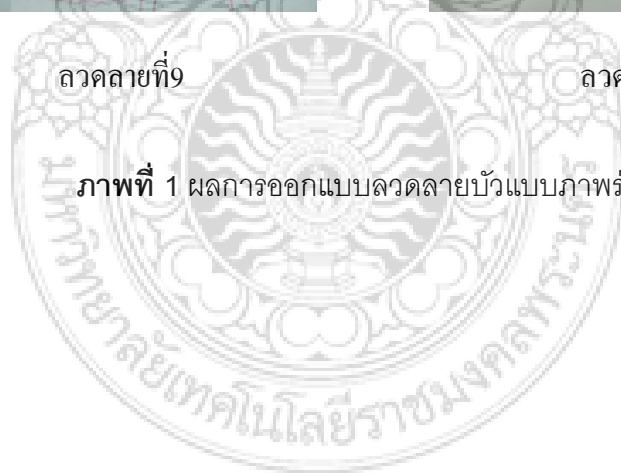 ลวดลายที่9 ลวด
ภาพที่ 1 ผลการออกแบบลวดลายบัวแบบภาพร
มหาวิทยาลัยเทคโนโลยีราชมงคลพระนคร